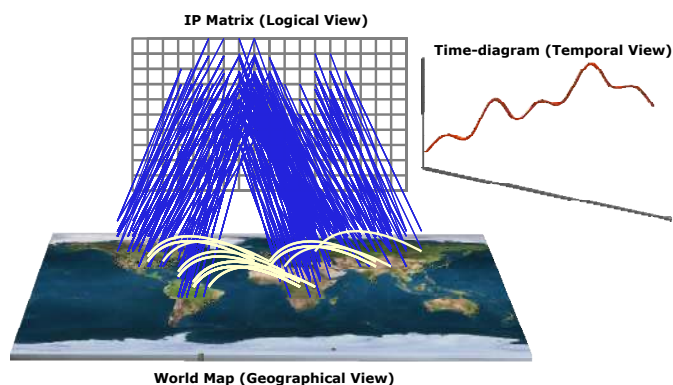 IP Matrix (Logical View)
Time-diagram (Temporal View)
World Map (Geographical View)